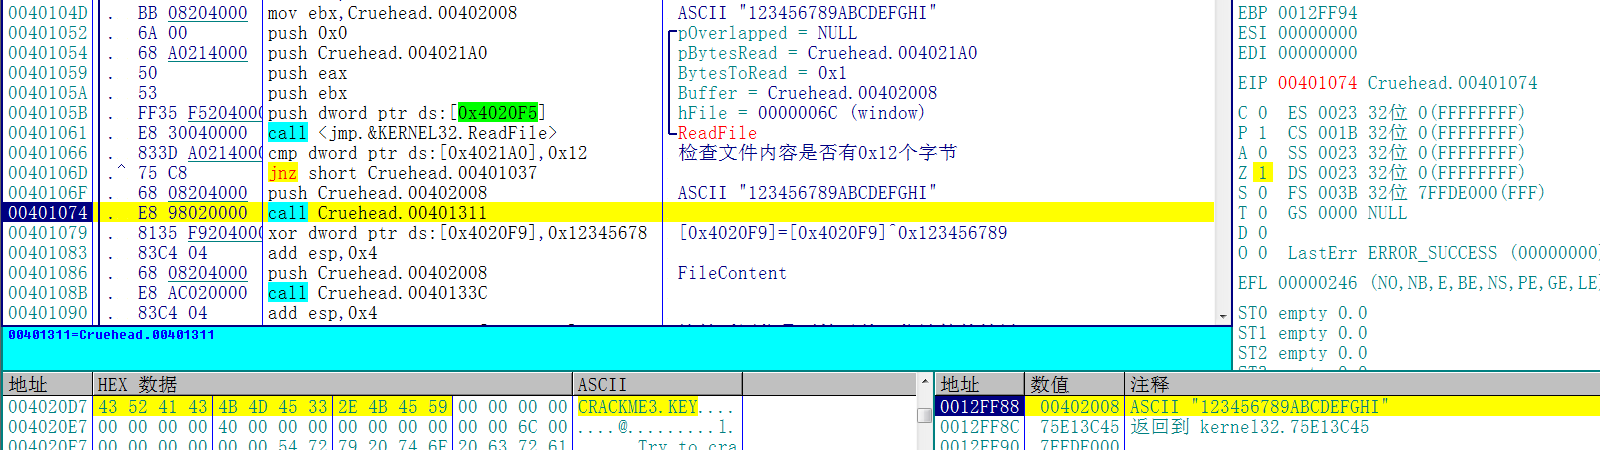 0040104D . BB 08204000 mov ebx,Cruehead.00402008 ASCII "123456789ABCDEFGHI"
00401052 . 6A 00 push 0x0 pOverlapped = NULL
00401054 . 68 A0214000 push Cruehead.004021A0 pBytesRead = Cruehead.004021A0
00401059 . 50 push eax BytesToRead = 0x1
0040105A . 53 push ebx Buffer = Cruehead.00402008
0040105B . FF35 F5204000 push dword ptr ds:[0x4020F5] hFile = 0000006C (window)
00401061 . E8 30040000 call <jmp.&KERNEL32.ReadFile> ReadFile
00401066 . 833D A0214000 cmp dword ptr ds:[0x4021A0],0x12 检查文件内容是否有0x12个字节
0040106D .^ 75 C8 jnz short Cruehead.00401037
0040106F . 68 08204000 push Cruehead.00402008 ASCII "123456789ABCDEFGHI"
00401074 . E8 98020000 call Cruehead.00401311
00401079 . 8135 F9204000 xor dword ptr ds:[0x4020F9],0x12345678 [0x4020F9]=[0x4020F9]^0x123456789
00401083 . 83C4 04 add esp,0x4
00401086 . 68 08204000 push Cruehead.00402008 FileContent
0040108B . E8 AC020000 call Cruehead.0040133C
00401090 . 83C4 04 add esp,0x4
00401311=Cruehead.00401311
EBP 0012FF94
ESI 00000000
EDI 00000000
EIP 00401074 Cruehead.00401074
C 0 ES 0023 32位 0(FFFFFFFF)
P 1 CS 001B 32位 0(FFFFFFFF)
A 0 SS 0023 32位 0(FFFFFFFF)
Z 1 DS 0023 32位 0(FFFFFFFF)
S 0 FS 003B 32位 7FFDE000(FFF)
T 0 GS 0000 NULL
D 0
O 0 LastErr ERROR_SUCCESS (00000000)
EFL 00000246 (NO,NB,E,BE,NS,PE,GE,LE)
ST0 empty 0.0
ST1 empty 0.0
ST2 empty 0.0
地址 HEX 数据 ASCII
004020D7 43 52 41 43 4B 4D 45 33 2E 4B 45 59 00 00 00 00 CRACKME3.KEY....
004020E7 00 00 00 00 40 00 00 00 00 00 00 00 00 00 6C 00 ....@.........l.
004020F7 00 00 00 00 00 00 54 72 79 20 74 6F 20 63 72 61 ......Try to cra
地址 数值 注释
0012FF88 00402008 ASCII "123456789ABCDEFGHI"
0012FF8C 75E13C45 返回到 kernel32.75E13C45
0012FF90 7FFDE000